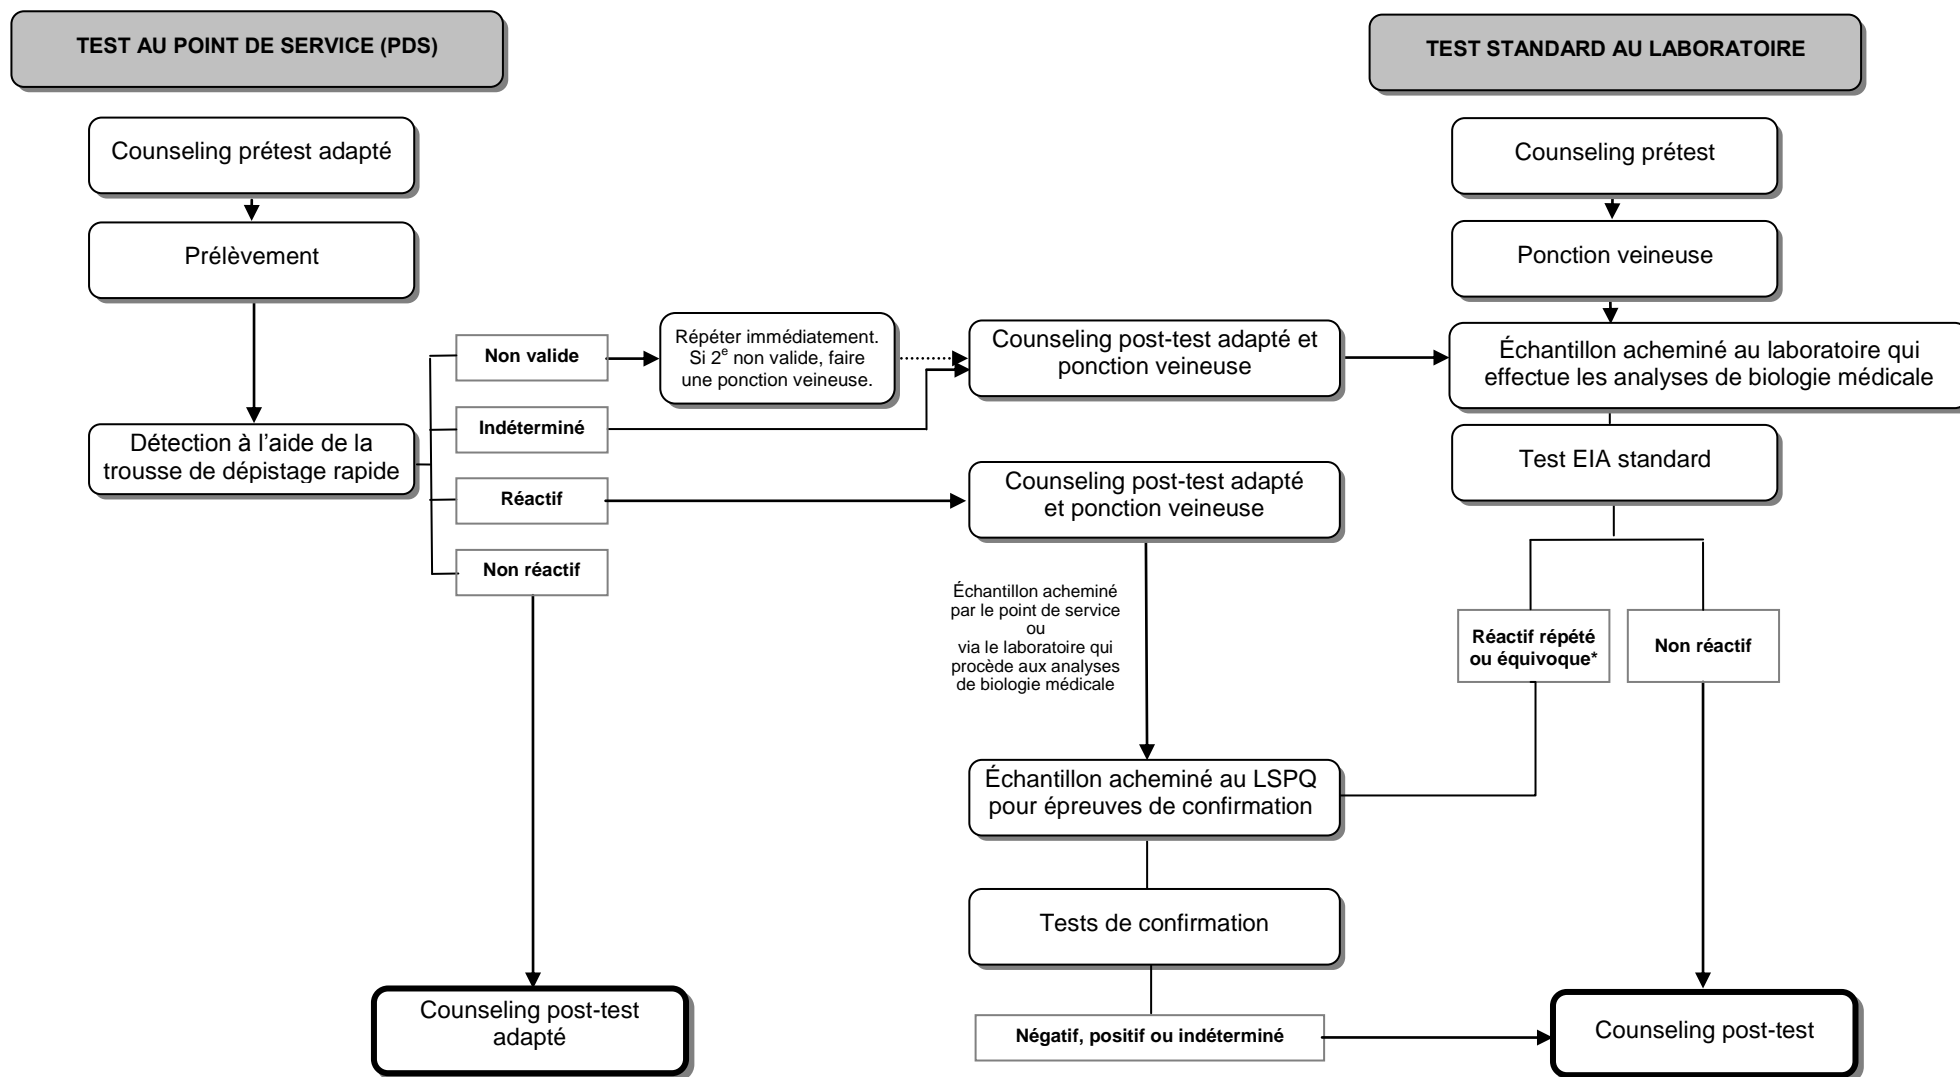 TEST AU POINT DE SERVICE (PDS)
TEST STANDARD AU LABORATOIRE
Counseling prétest adapté
Prélèvement
Détection à l'aide de la
trousse de dépistage rapide
Non valide
Indéterminé
Réactif
Non réactif
Répéter immédiatement.
Si 2e non valide, faire
une ponction veineuse.
Counseling post-test adapté et
ponction veineuse
Counseling post-test adapté
et ponction veineuse
Échantillon acheminé
par le point de service
ou
via le laboratoire qui
procède aux analyses
de biologie médicale
Échantillon acheminé au LSPQ
pour épreuves de confirmation
Tests de confirmation
Négatif, positif ou indéterminé
Counseling post-test
adapté
Counseling prétest
Ponction veineuse
Échantillon acheminé au laboratoire qui
effectue les analyses de biologie médicale
Test EIA standard
Réactif répété
ou équivoque*
Non réactif
Counseling post-test